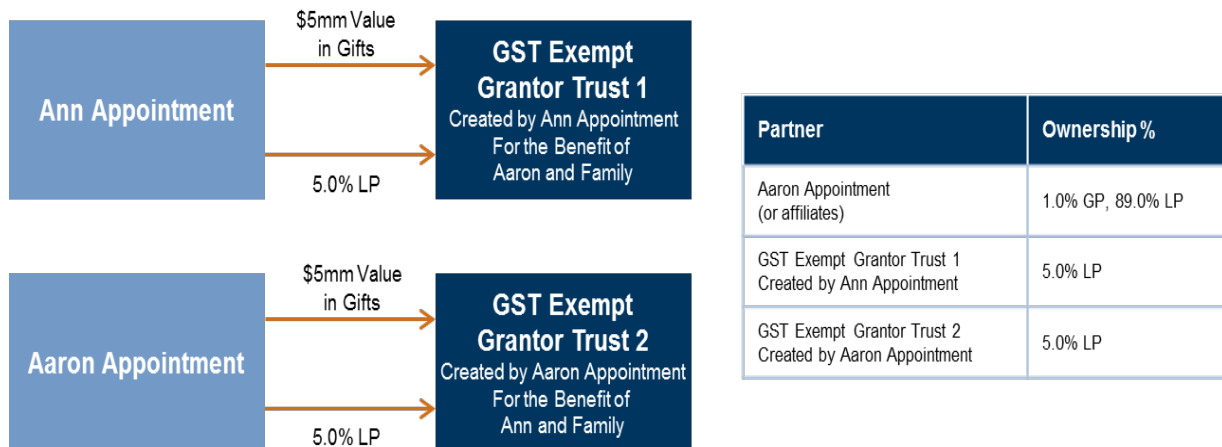 $5mm Value
in Gifts
Ann Appointment
5.0% LP
GST Exempt
Grantor Trust 1
Created by Ann Appointment
For the Benefit of
Aaron and Family
$5mm Value
in Gifts
Aaron Appointment
5.0% LP
GST Exempt
Grantor Trust 2
Created by Aaron Appointment
For the Benefit of
Ann and Family
Partner Ownership %
Aaron Appointment
(or affiliates)
1.0% GP, 89.0% LP
GST Exempt Grantor Trust 1
Created by Ann Appointment
5.0% LP
GST Exempt Grantor Trust 2
Created by Aaron Appointment
5.0% LP